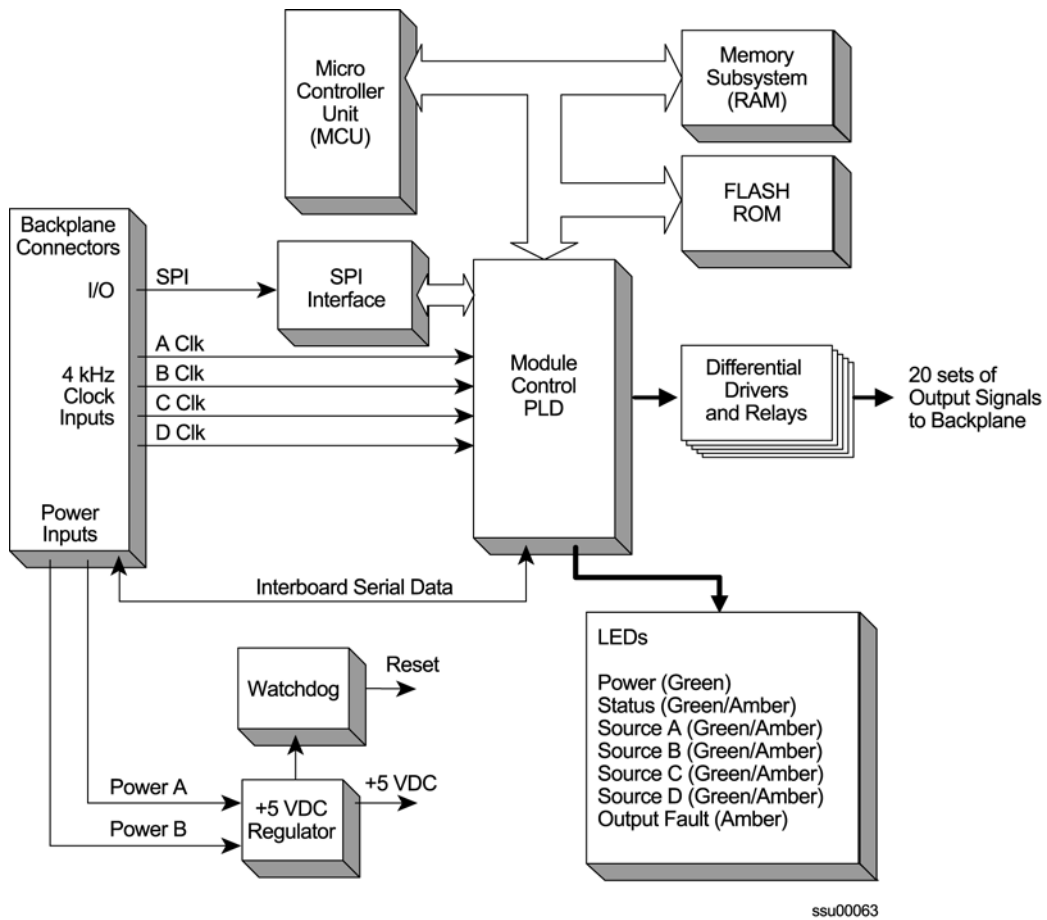 Micro
Controller
Unit
(MCU)
Memory
Subsystem
(RAM)
FLASH
ROM
Backplane
Connectors
I/O
SPI
SPI
Interface
4 kHz
Clock
Inputs
A Clk
B Clk
C Clk
D Clk
Module
Control
PLD
Differential
Drivers
and Relays
20 sets of
Output Signals
to Backplane
Power
Inputs
Interboard Serial Data
Watchdog
Reset
Power A
Power B
+5 VDC
Regulator
+5 VDC
LEDs
Power (Green)
Status (Green/Amber)
Source A (Green/Amber)
Source B (Green/Amber)
Source C (Green/Amber)
Source D (Green/Amber)
Output Fault (Amber)
ssu00063